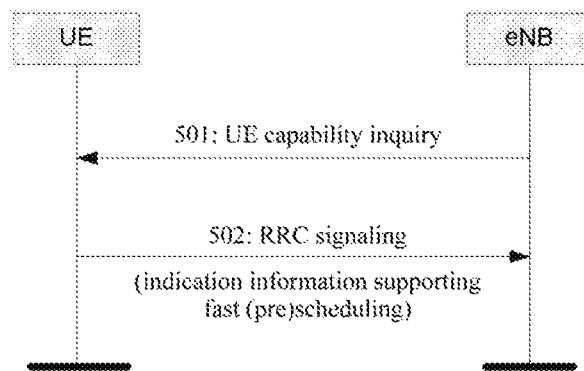 UE
eNB
501: UE capability inquiry
502: RRC signaling
(indication information supporting
fast (pre)scheduling)